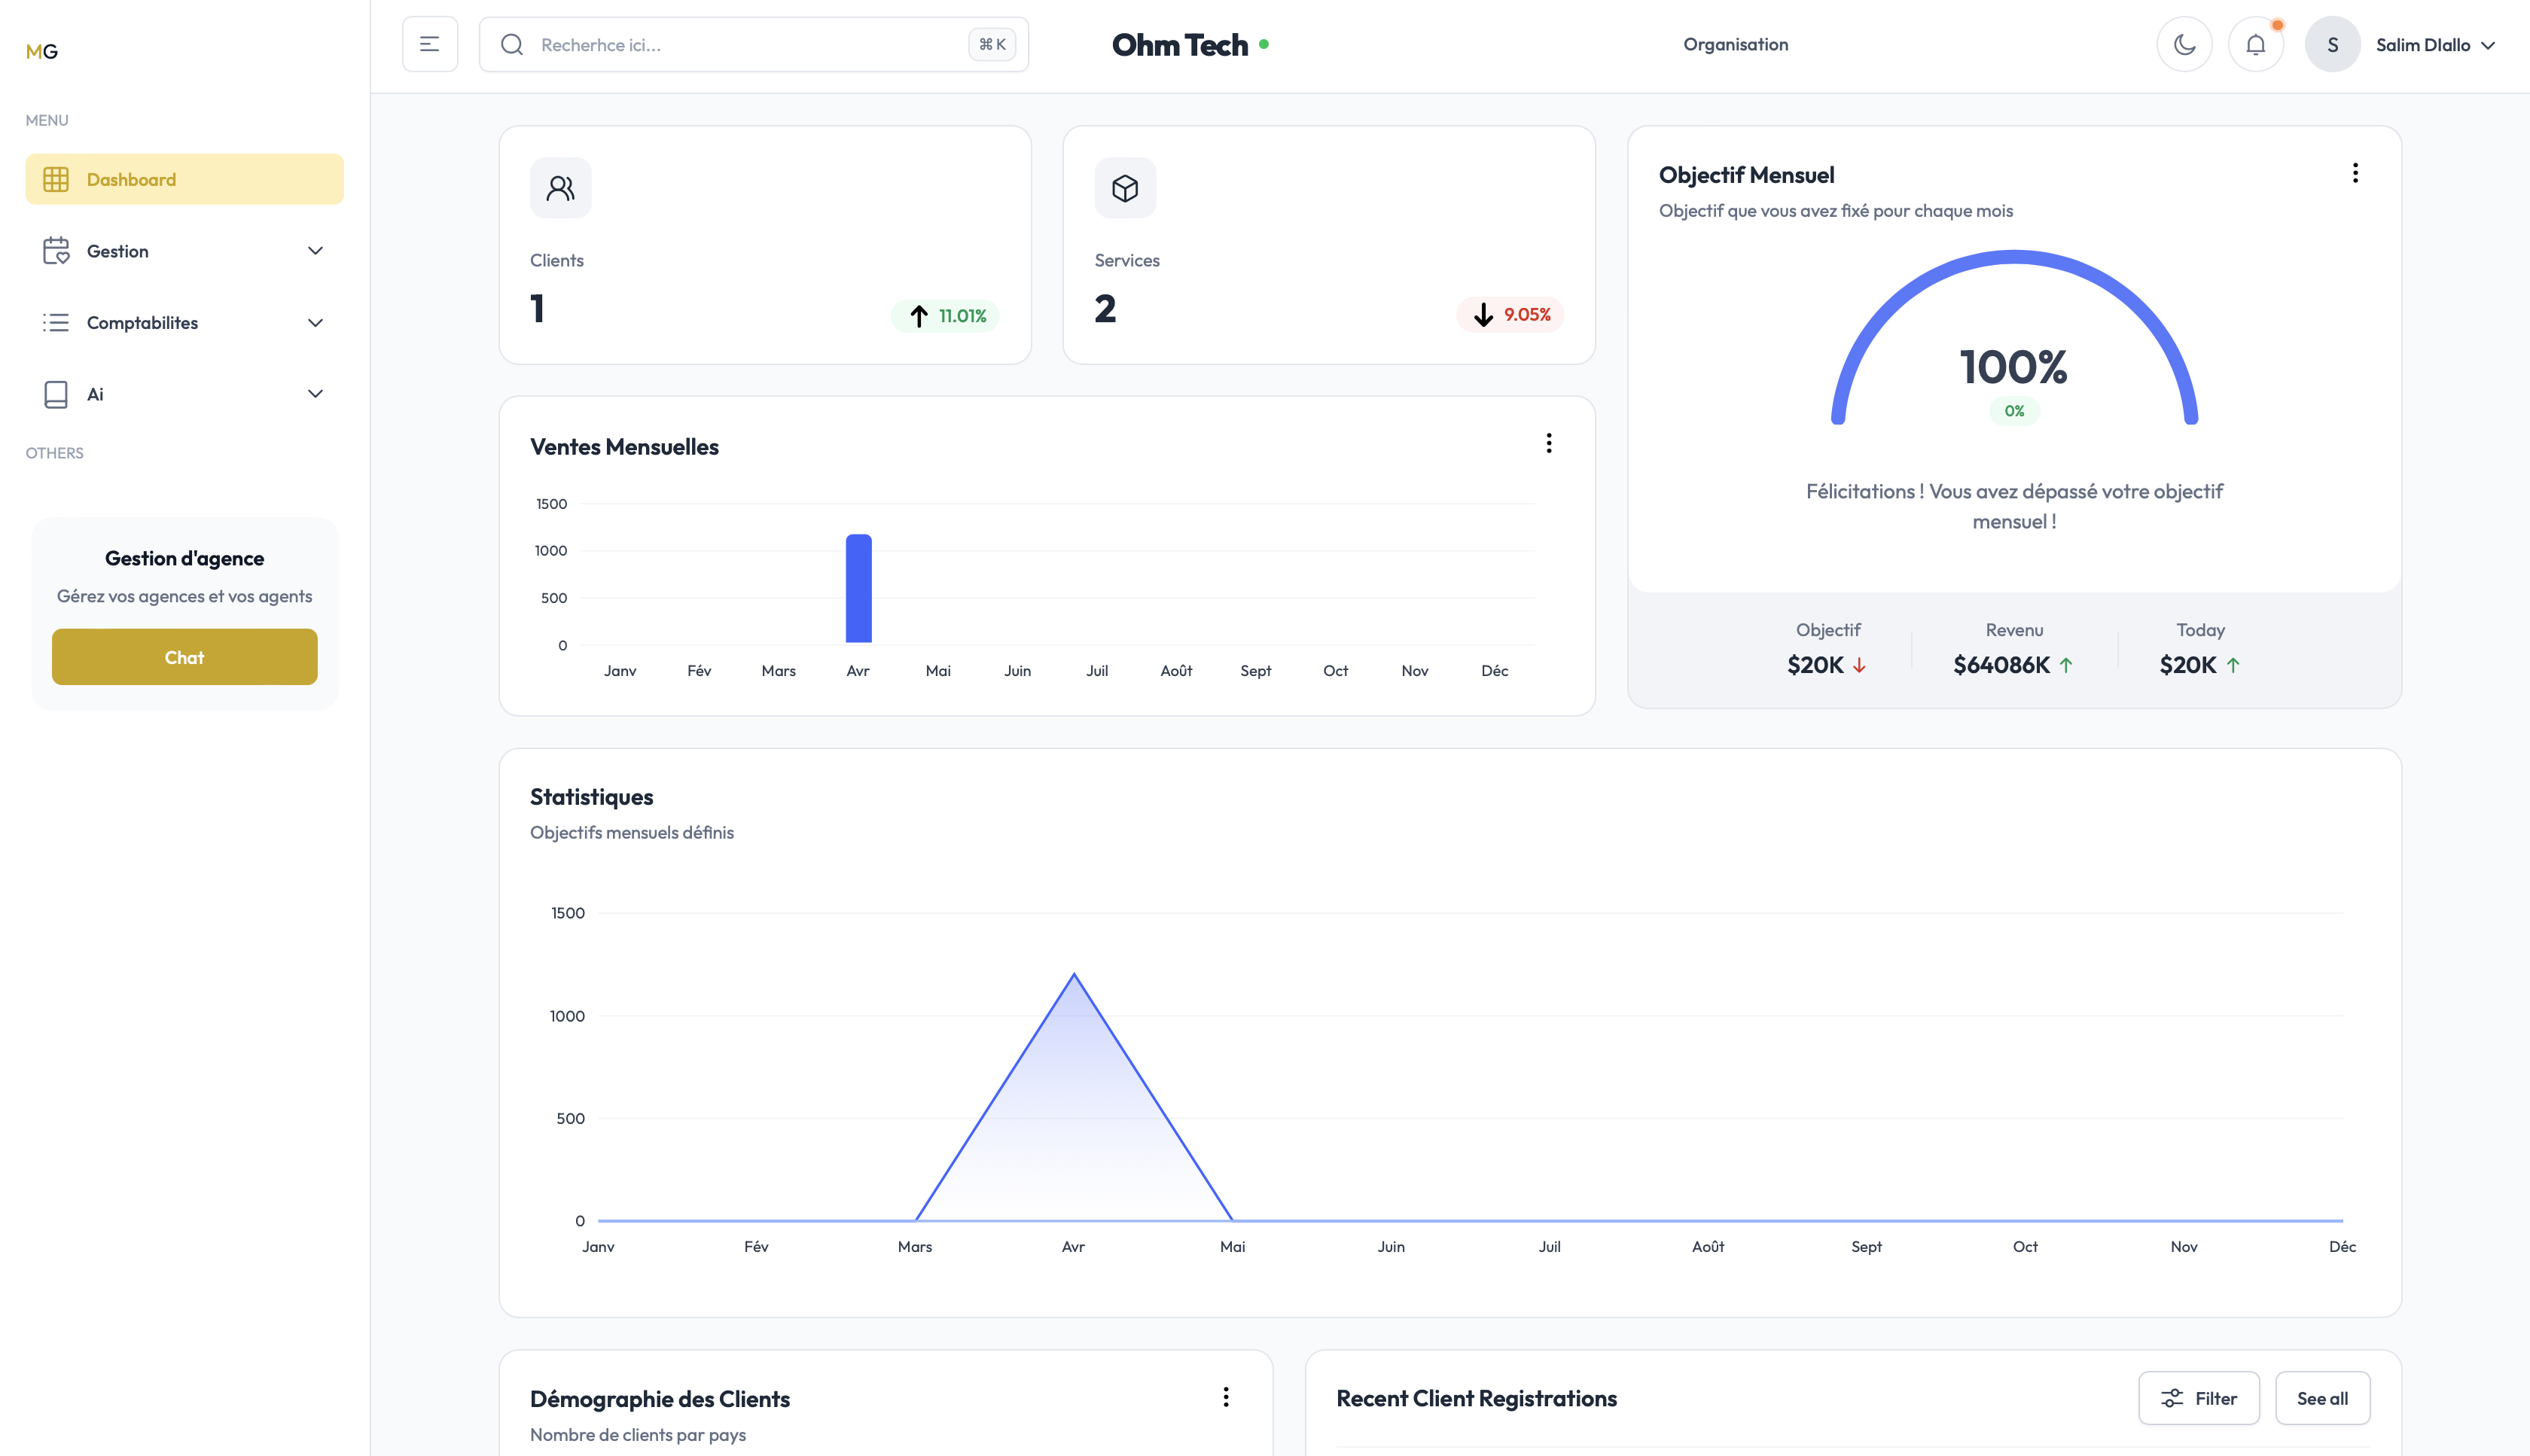 MG
MENU
Dashboard
Gestion
Comptabilites
Ai
OTHERS
Gestion d'agence
Gérez vos agences et vos agents
Chat
Recherhce ici...
⌘ K
Ohm Tech
Organisation
S
Salim DIallo
Clients
1
11.01%
Services
2
9.05%
Objectif Mensuel
Objectif que vous avez fixé pour chaque mois
100%
0%
Félicitations ! Vous avez dépassé votre objectif
mensuel !
Objectif
$20K
Revenu
$64086K
Today
$20K
Ventes Mensuelles
1500
1000
500
0
Janv Fév Mars Avr Mai Juin Juil Août Sept Oct Nov Déc
Statistiques
Objectifs mensuels définis
1500
1000
500
0
Janv Fév Mars Avr Mai Juin Juil Août Sept Oct Nov Déc
Démographie des Clients
Nombre de clients par pays
Recent Client Registrations
Filter
See all